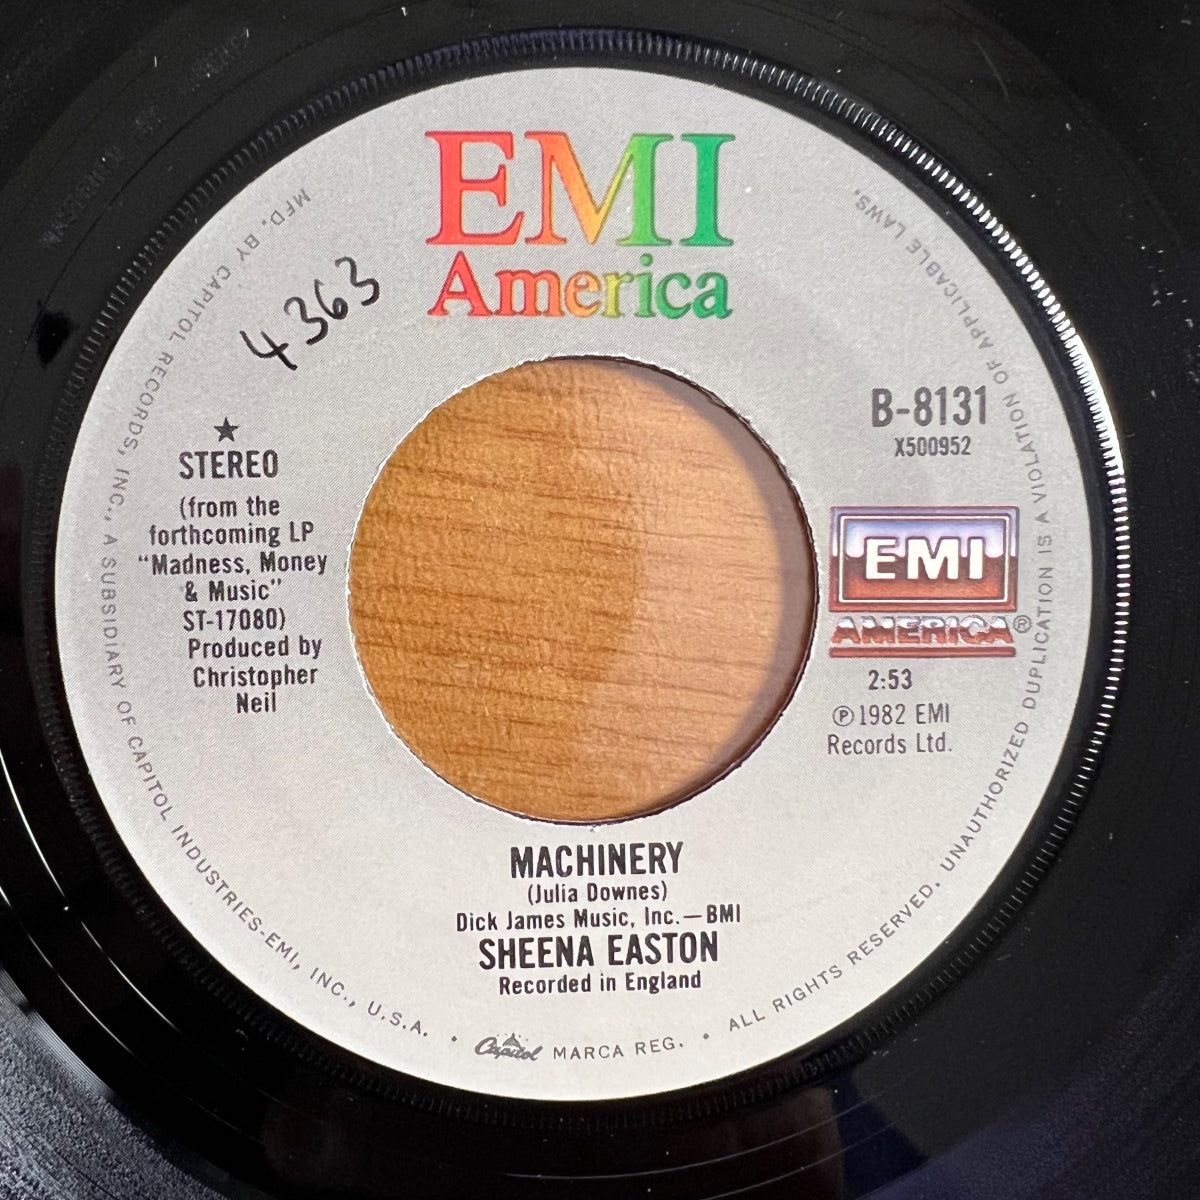 EMI
America
4363
★
STEREO
(from the
forthcoming LP
“Madness, Money
& Music”
ST-17080)
Produced by
Christopher
Neil
B-8131
X500952
EMI
AMERICA®
2:53
℗1982 EMI
Records Ltd.
MACHINERY
(Julia Downes)
Dick James Music, Inc.—BMI
SHEENA EASTON
Recorded in England
MFD. BY CAPITOL RECORDS, INC., A SUBSIDIARY OF CAPITOL INDUSTRIES-EMI, INC., U.S.A. • Capitol MARCA REG. • ALL RIGHTS RESERVED. UNAUTHORIZED DUPLICATION IS A VIOLATION OF APPLICABLE LAWS.